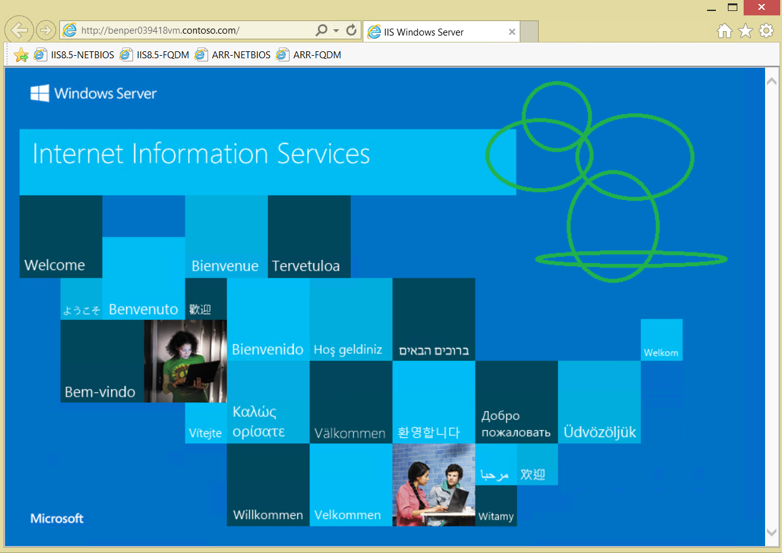 http://benper039418vm.contoso.com/
IIS Windows Server
IIS8.5-NETBIOS IIS8.5-FQDM ARR-NETBIOS ARR-FQDM
Windows Server
Internet Information Services
Welcome
Bienvenue
Tervetuloa
ようこそ
Benvenuto
歡迎
Bienvenido
Hoş geldiniz
ברוכים הבאים
Welkom
Bem-vindo
Vítejte
Καλώς
ορίσατε
Välkommen
환영합니다
Добро
пожаловать
Üdvözöljük
مرحبا
欢迎
Willkommen
Velkommen
Witamy
Microsoft